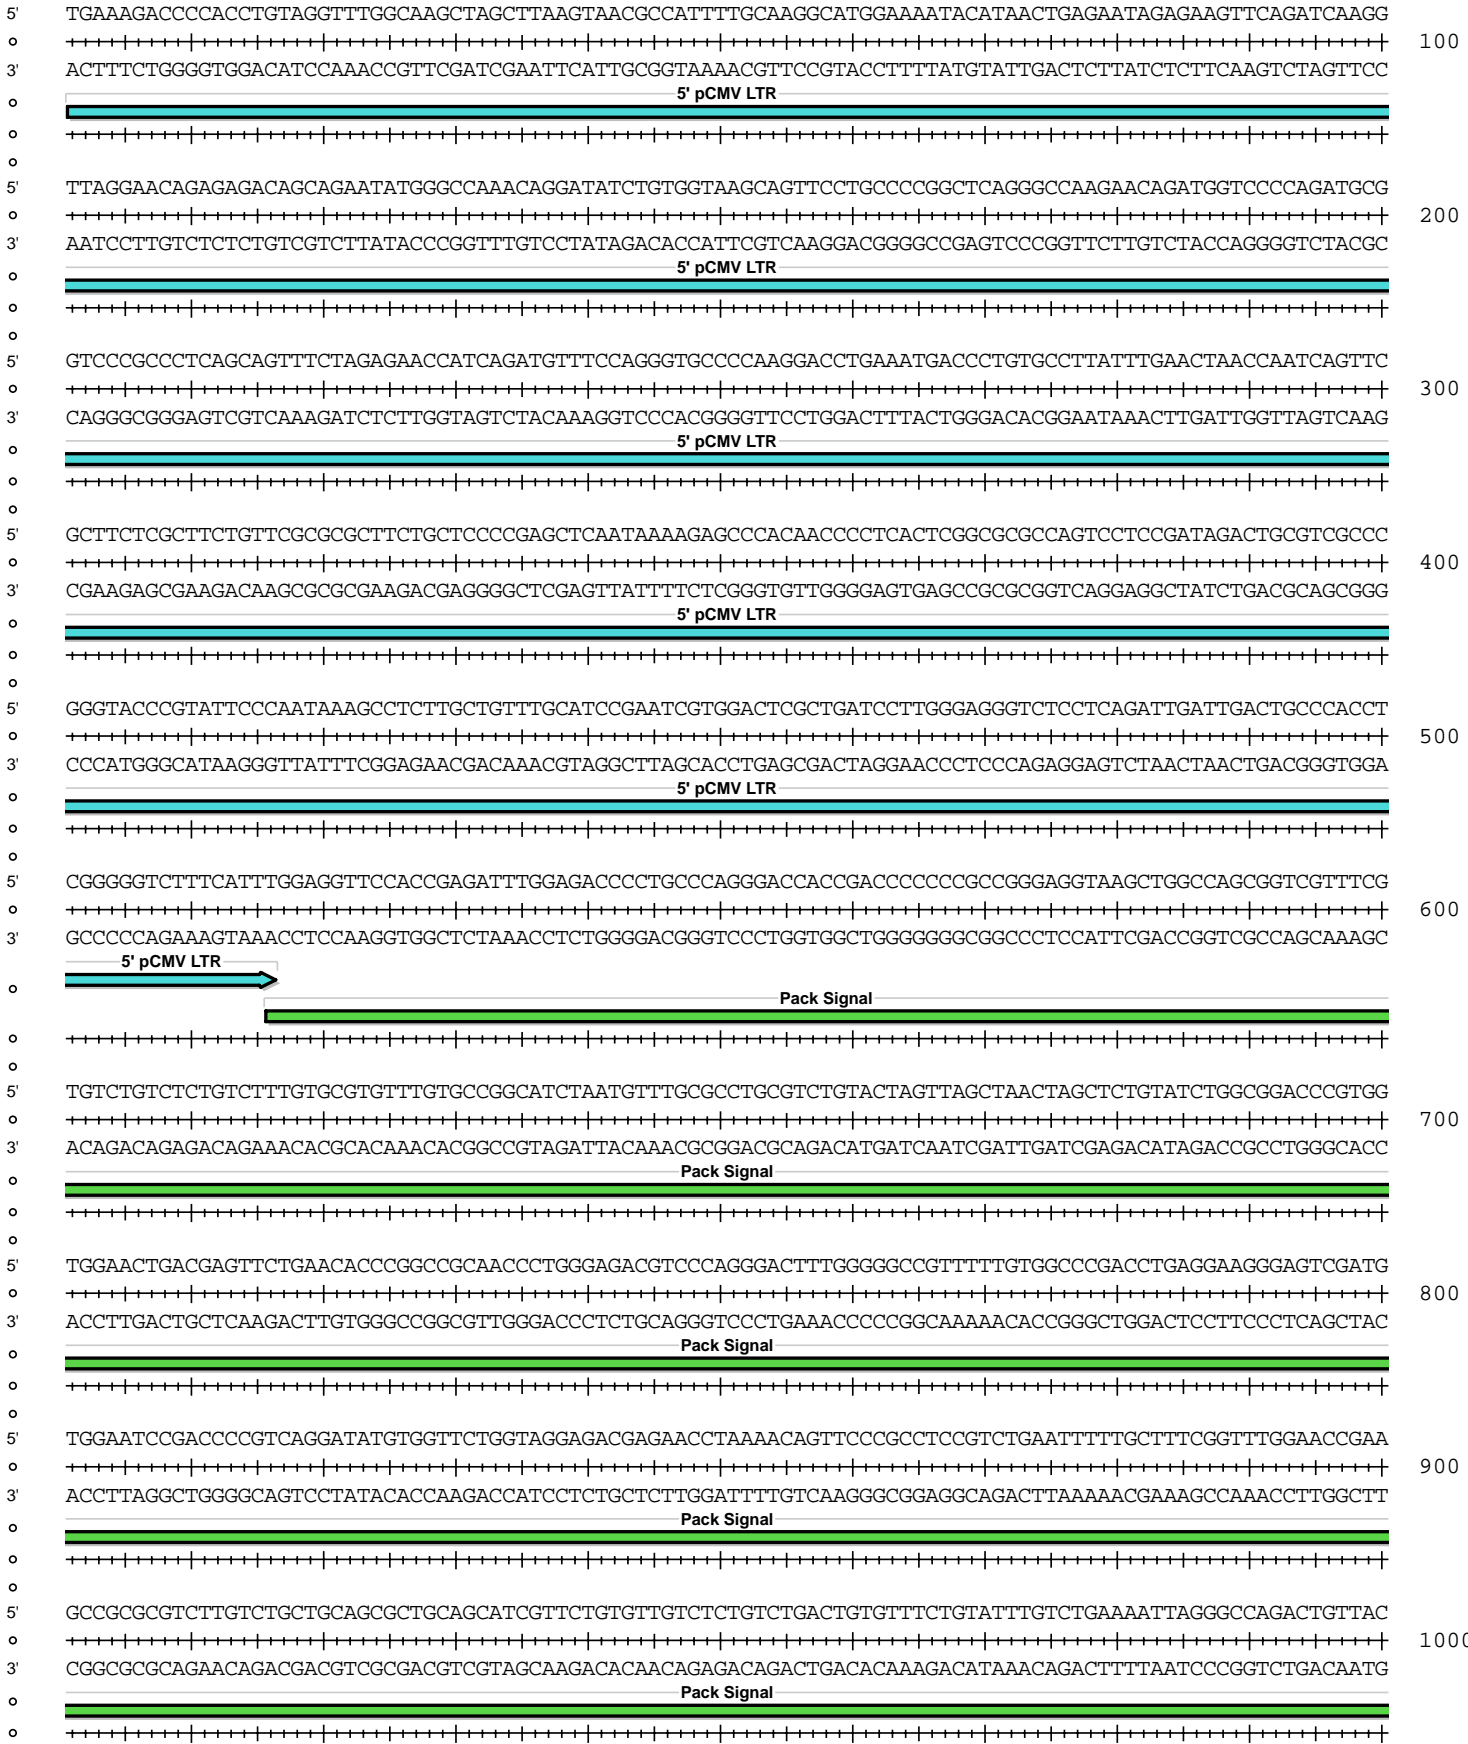 5' TGAAAGACCCCACCTGTAGGTTTGGCAAGCTAGCTTAAGTAACGCCATTTTGCAAGGCATGGAAAATACATAACTGAGAATAGAGAAGTTCAGATCAAGG
100
3' ACTTTCTGGGGTGGACATCCAAACCGTTCGATCGAATTCATTGCGGTAAAACGTTCCGTACCTTTTATGTATTGACTCTTATCTCTTCAAGTCTAGTTCC
5' pCMV LTR
5' TTAGGAACAGAGAGACAGCAGAATATGGGCCAAACAGGATATCTGTGGTAAGCAGTTCCTGCCCCGGCTCAGGGCCAAGAACAGATGGTCCCCAGATGCG
200
3' AATCCTTGTCTCTCTGTCGTCTTATACCCGGTTTGTCCTATAGACACCATTCGTCAAGGACGGGGCCGAGTCCCGGTTCTTGTCTACCAGGGGTCTACGC
5' pCMV LTR
5' GTCCCGCCCTCAGCAGTTTCTAGAGAACCATCAGATGTTTCCAGGGTGCCCCAAGGACCTGAAATGACCCTGTGCCTTATTTGAACTAACCAATCAGTTC
300
3' CAGGGCGGGAGTCGTCAAAGATCTCTTGGTAGTCTACAAAGGTCCCACGGGGTTCCTGGACTTTACTGGGACACGGAATAAACTTGATTGGTTAGTCAAG
5' pCMV LTR
5' GCTTCTCGCTTCTGTTCGCGCGCTTCTGCTCCCCGAGCTCAATAAAAGAGCCCACAACCCCTCACTCGGCGCGCCAGTCCTCCGATAGACTGCGTCGCCC
400
3' CGAAGAGCGAAGACAAGCGCGCGAAGACGAGGGGCTCGAGTTATTTTCTCGGGTGTTGGGGAGTGAGCCGCGCGGTCAGGAGGCTATCTGACGCAGCGGG
5' pCMV LTR
5' GGGTACCCGTATTCCCAATAAAGCCTCTTGCTGTTTGCATCCGAATCGTGGACTCGCTGATCCTTGGGAGGGTCTCCTCAGATTGATTGACTGCCCACCT
500
3' CCCATGGGCATAAGGGTTATTTCGGAGAACGACAAACGTAGGCTTAGCACCTGAGCGACTAGGAACCCTCCCAGAGGAGTCTAACTAACTGACGGGTGGA
5' pCMV LTR
5' CGGGGGTCTTTCATTTGGAGGTTCCACCGAGATTTGGAGACCCCTGCCCAGGGACCACCGACCCCCCCGCCGGGAGGTAAGCTGGCCAGCGGTCGTTTCG
600
3' GCCCCCAGAAAGTAAACCTCCAAGGTGGCTCTAAACCTCTGGGGACGGGTCCCTGGTGGCTGGGGGGGCGGCCCTCCATTCGACCGGTCGCCAGCAAAGC
5' pCMV LTR
Pack Signal
5' TGTCTGTCTCTGTCTTTGTGCGTGTTTGTGCCGGCATCTAATGTTTGCGCCTGCGTCTGTACTAGTTAGCTAACTAGCTCTGTATCTGGCGGACCCGTGG
700
3' ACAGACAGAGACAGAAACACGCACAAACACGGCCGTAGATTACAAACGCGGACGCAGACATGATCAATCGATTGATCGAGACATAGACCGCCTGGGCACC
Pack Signal
5' TGGAACTGACGAGTTCTGAACACCCGGCCGCAACCCTGGGAGACGTCCCAGGGACTTTGGGGGCCGTTTTTGTGGCCCGACCTGAGGAAGGGAGTCGATG
800
3' ACCTTGACTGCTCAAGACTTGTGGGCCGGCGTTGGGACCCTCTGCAGGGTCCCTGAAACCCCCGGCAAAAACACCGGGCTGGACTCCTTCCCTCAGCTAC
Pack Signal
5' TGGAATCCGACCCCGTCAGGATATGTGGTTCTGGTAGGAGACGAGAACCTAAAACAGTTCCCGCCTCCGTCTGAATTTTTGCTTTCGGTTTGGAACCGAA
900
3' ACCTTAGGCTGGGGCAGTCCTATACACCAAGACCATCCTCTGCTCTTGGATTTTGTCAAGGGCGGAGGCAGACTTAAAAACGAAAGCCAAACCTTGGCTT
Pack Signal
5' GCCGCGCGTCTTGTCTGCTGCAGCGCTGCAGCATCGTTCTGTGTTGTCTCTGTCTGACTGTGTTTCTGTATTTGTCTGAAAATTAGGGCCAGACTGTTAC
1000
3' CGGCGCGCAGAACAGACGACGTCGCGACGTCGTAGCAAGACACAACAGAGACAGACTGACACAAAGACATAAACAGACTTTTAATCCCGGTCTGACAATG
Pack Signal